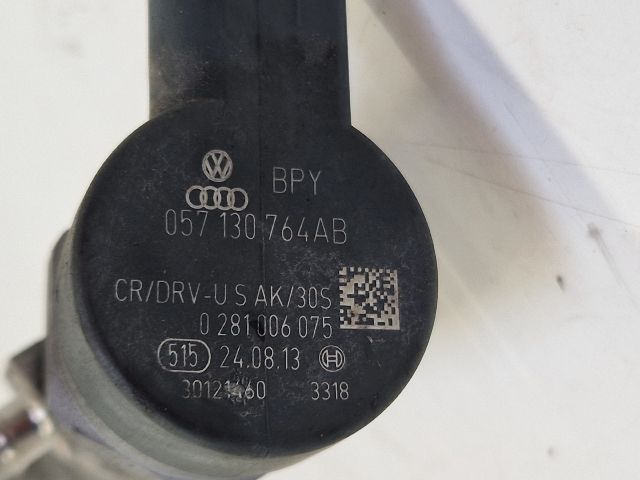 BPY
057 130 764AB
CR/DRV-U S AK/30S
0 281 006 075
515 24.08.13
3318